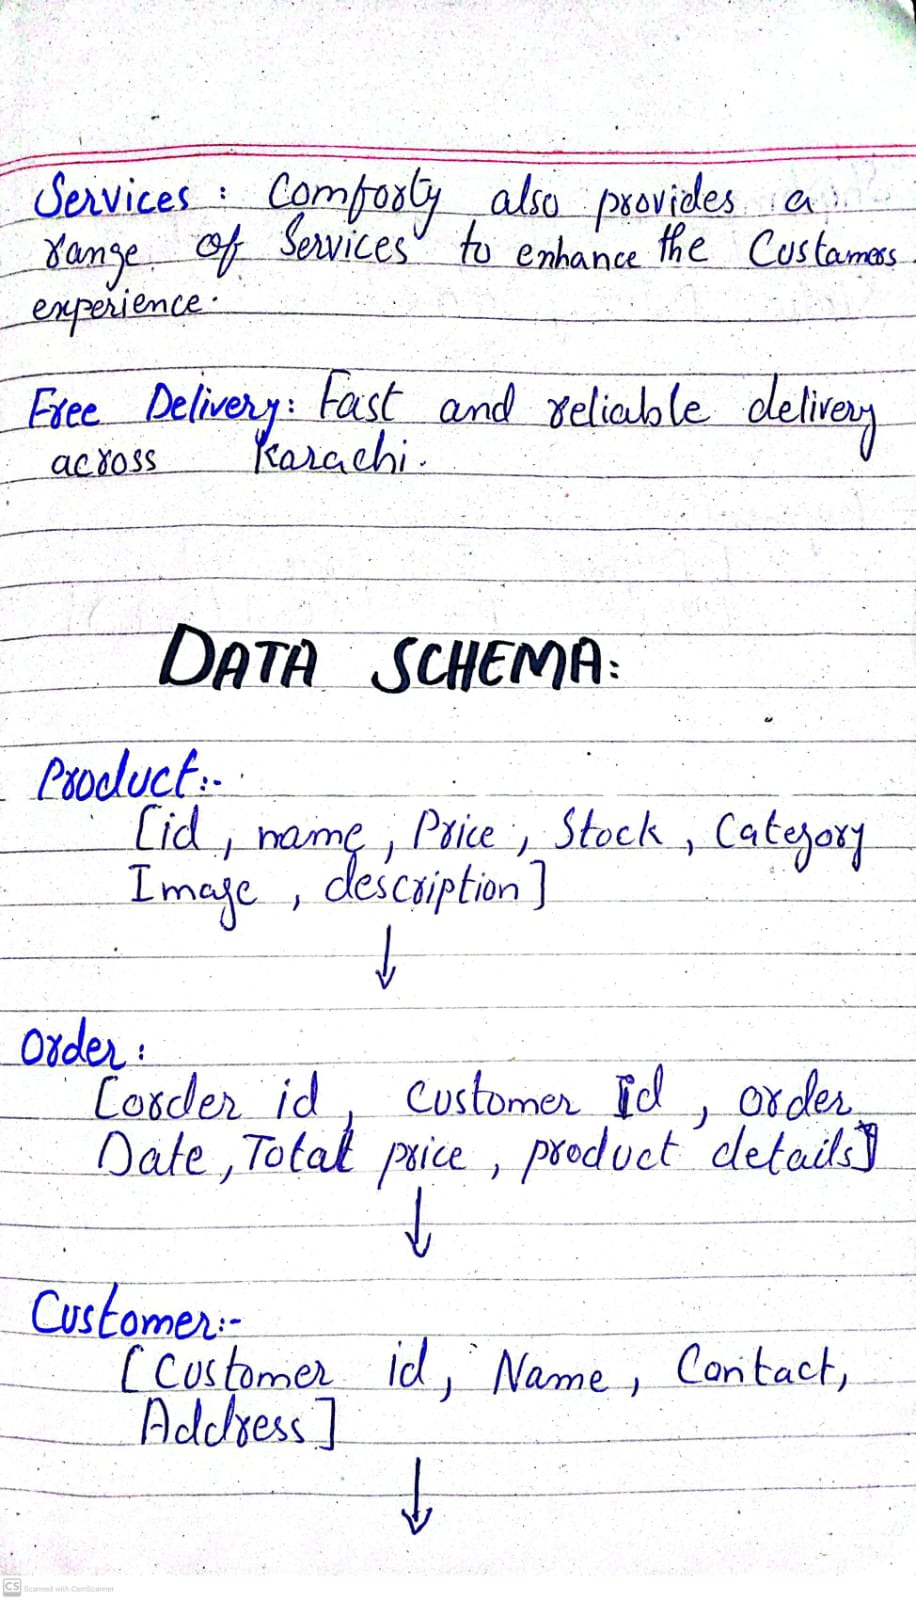 Services : Comforty also provides a
range of Services to enhance the Customers
experience.
Free Delivery: Fast and reliable delivery
across Karachi.
DATA SCHEMA:
Product:-
[id, name, Price, Stock, Category
Image, description]
↓
Order:
[order id, Customer Id, order
Date, Total price, product details]
↓
Customer:-
[Customer id, Name, Contact,
Address]
↓
CS Scanned with CamScanner